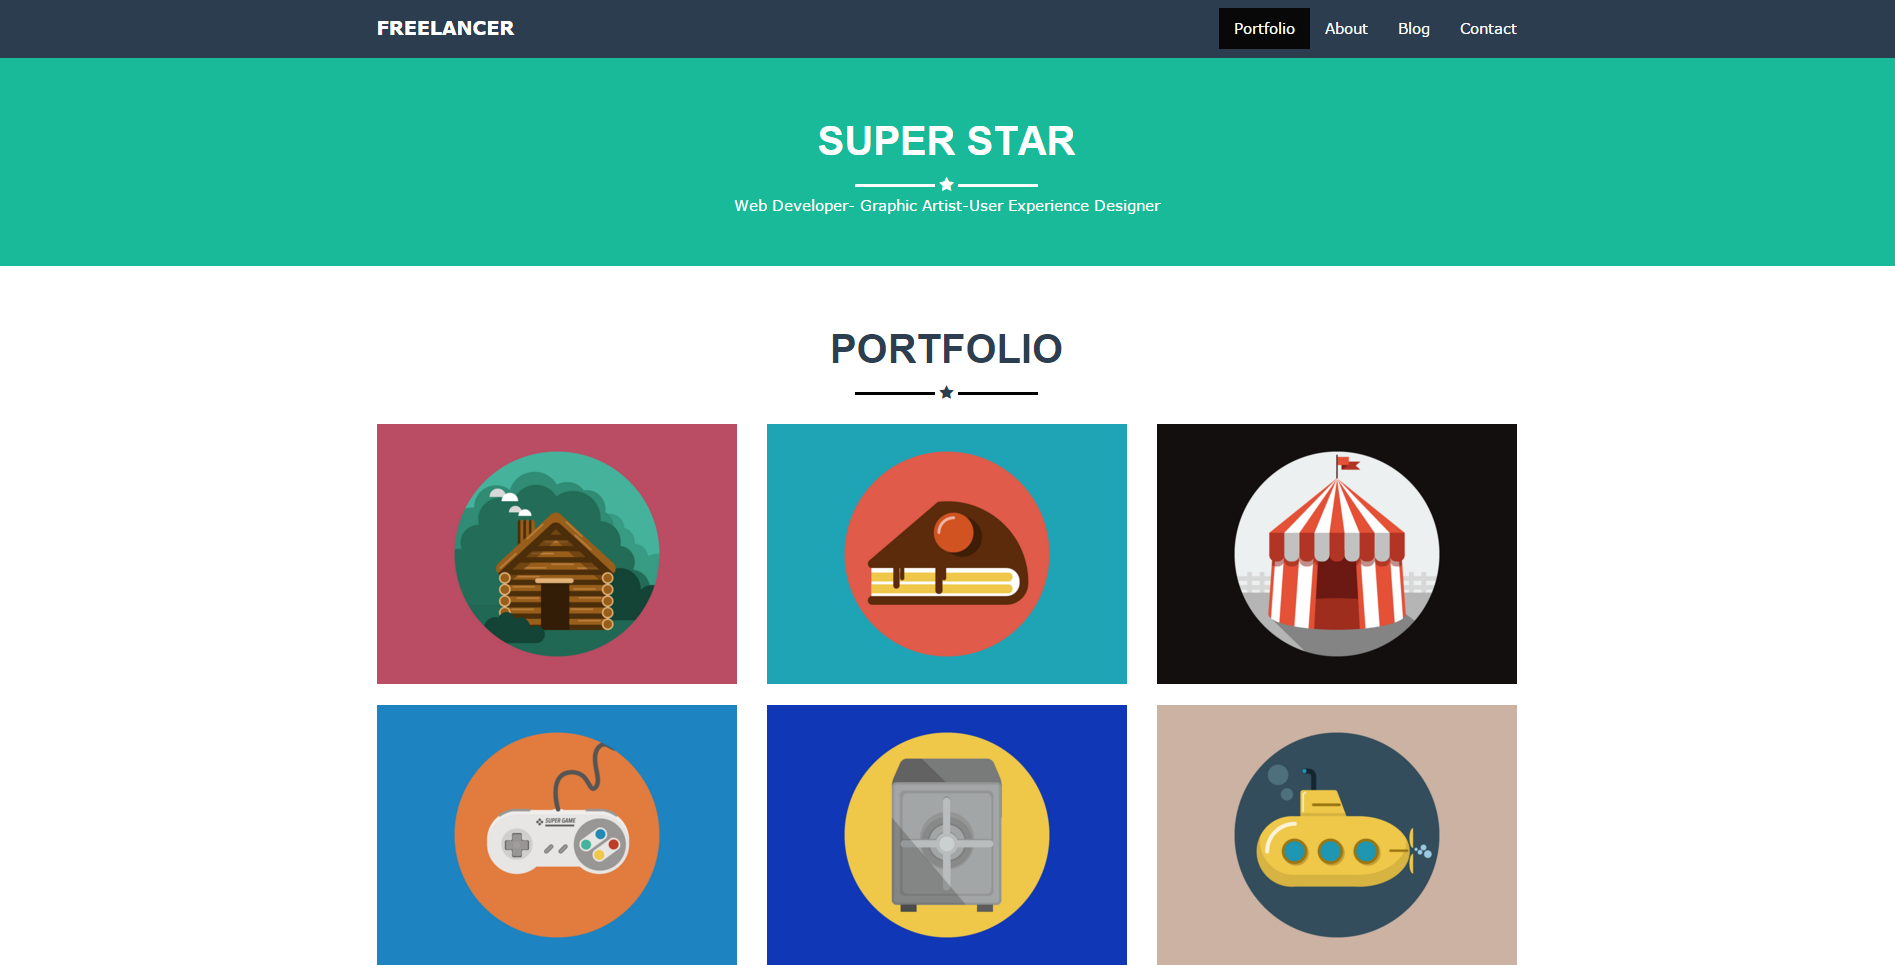 FREELANCER
Portfolio About Blog Contact
SUPER STAR
Web Developer- Graphic Artist-User Experience Designer
PORTFOLIO
SUPER GAME